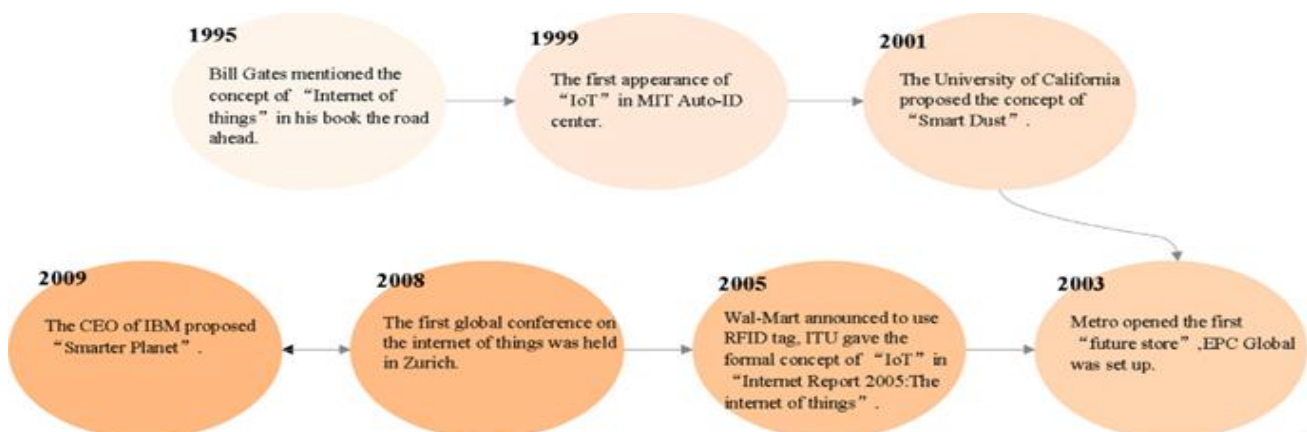 1995
Bill Gates mentioned the
concept of “Internet of
things” in his book the road
ahead.
1999
The first appearance of
“IoT” in MIT Auto-ID
center.
2001
The University of California
proposed the concept of
“Smart Dust”.
2009
The CEO of IBM proposed
“Smarter Planet”.
2008
The first global conference on
the internet of things was held
in Zurich.
2005
Wal-Mart announced to use
RFID tag, ITU gave the
formal concept of “IoT” in
“Internet Report 2005:The
internet of things”.
2003
Metro opened the first
“future store”,EPC Global
was set up.